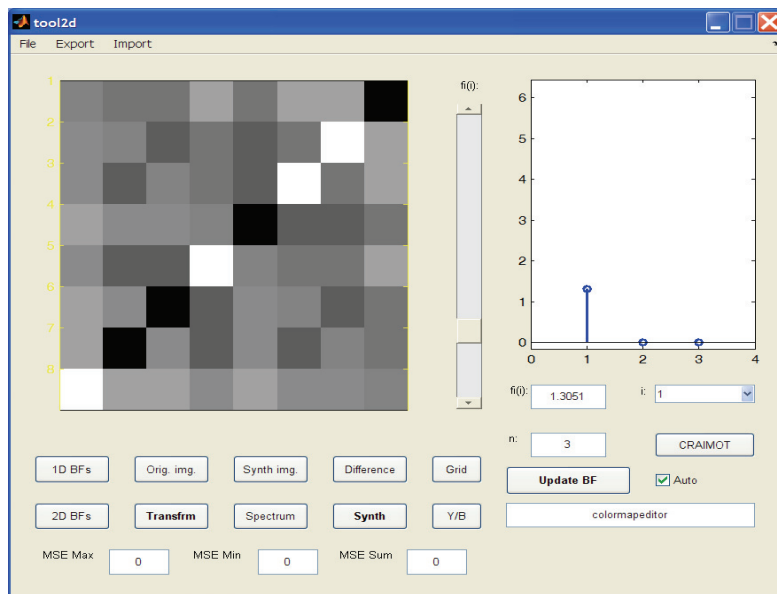 tool2d
File Export Import
1
2
3
4
5
6
7
8
fi(i):
6
5
4
3
2
1
0
0 1 2 3 4
fi(i): 1.3051 i: 1
n: 3 CRAIMOT
1D BFs Orig. img. Synth img. Difference Grid
Update BF Auto
2D BFs Transfrm Spectrum Synth Y/B
colormapeditor
MSE Max 0 MSE Min 0 MSE Sum 0